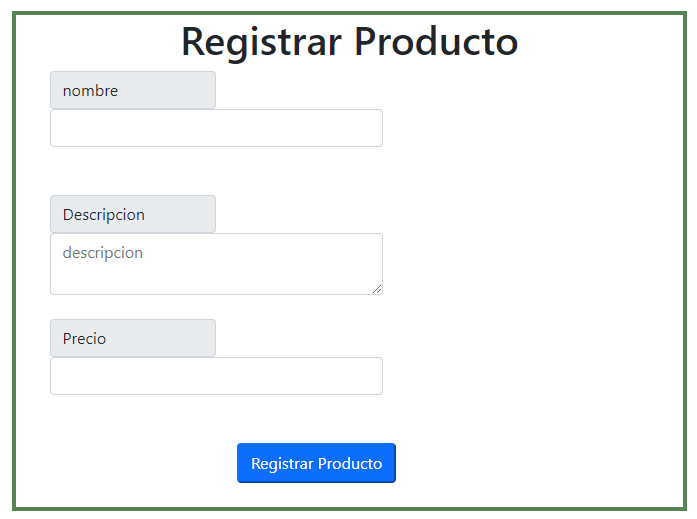 Registrar Producto
nombre
Descripcion
descripcion
Precio
Registrar Producto